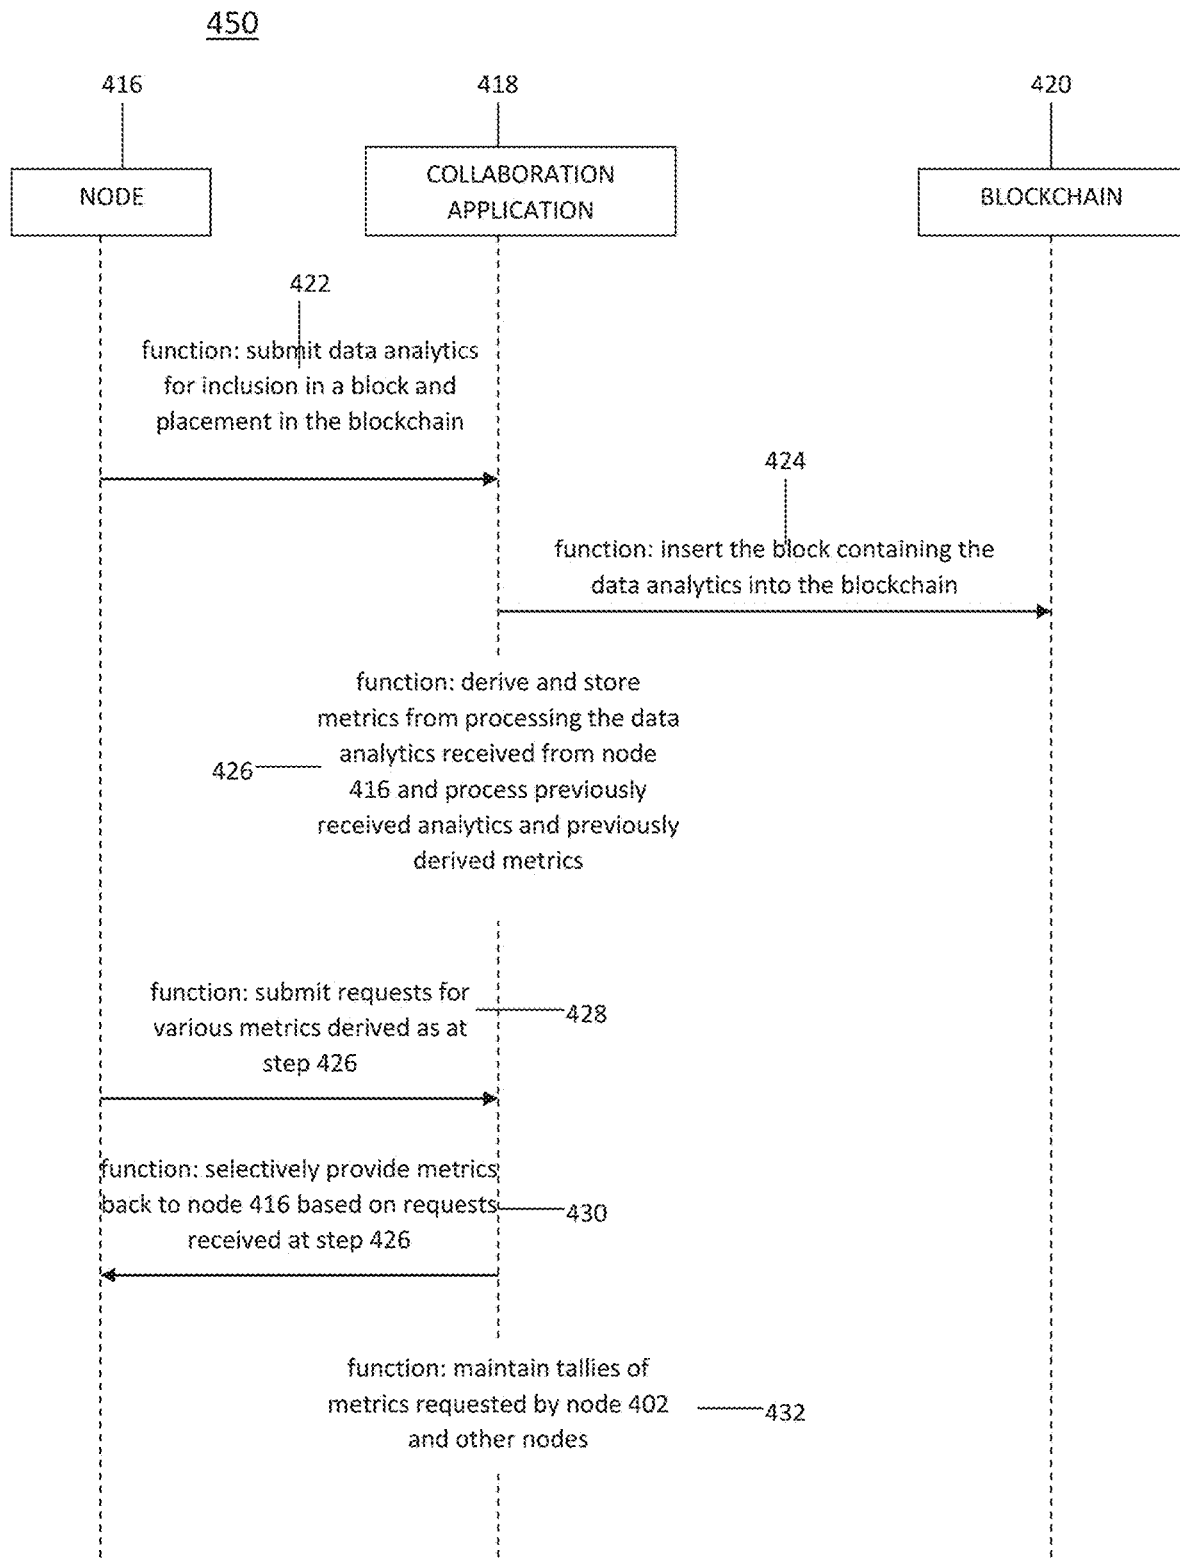 450
416
418
420
NODE
COLLABORATION
APPLICATION
BLOCKCHAIN
422
function: submit data analytics
for inclusion in a block and
placement in the blockchain
424
function: insert the block containing the
data analytics into the blockchain
function: derive and store
metrics from processing the data
analytics received from node
416 and process previously
received analytics and previously
derived metrics
426
function: submit requests for
various metrics derived as at
step 426
428
function: selectively provide metrics
back to node 416 based on requests
received at step 426
430
function: maintain tallies of
metrics requested by node 402
and other nodes
432